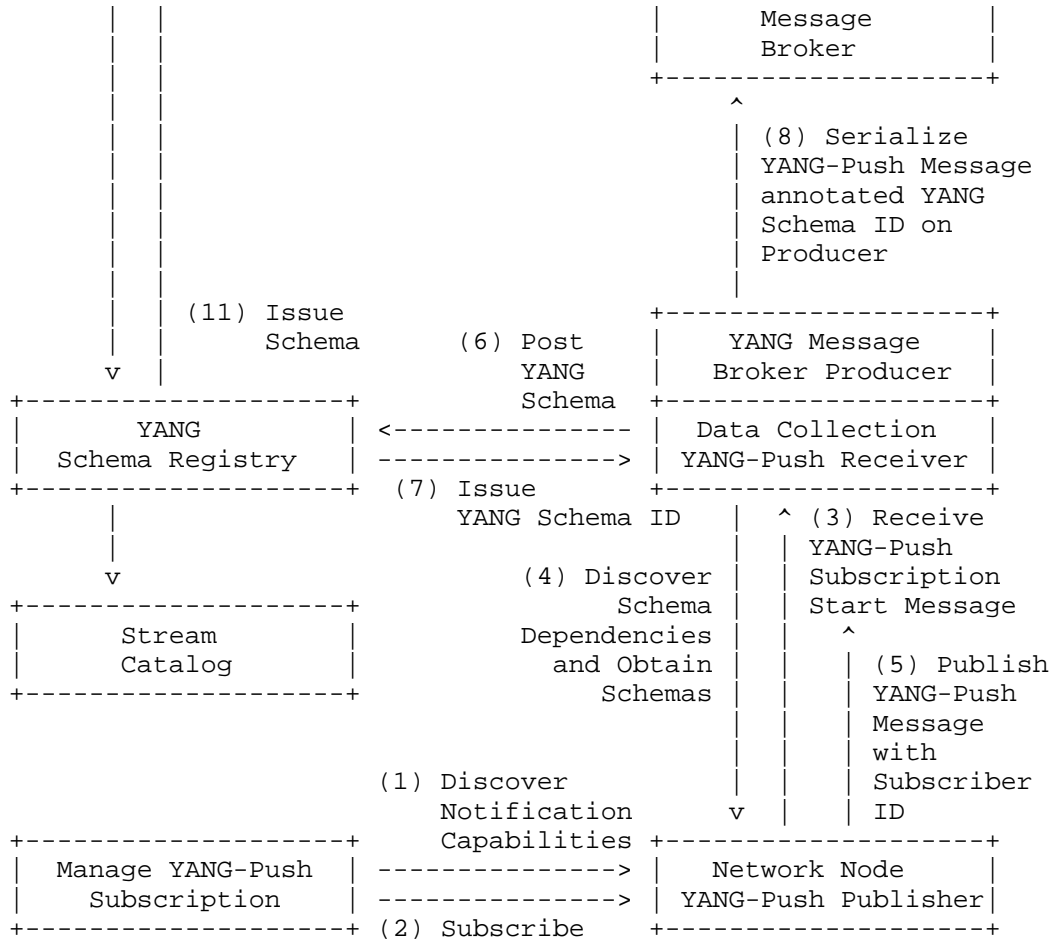 Message
Broker
(8) Serialize
YANG-Push Message
annotated YANG
Schema ID on
Producer
(11) Issue
Schema
(6) Post
YANG
Schema
YANG Message
Broker Producer
YANG
Schema Registry
Data Collection
YANG-Push Receiver
(7) Issue
YANG Schema ID
(3) Receive
YANG-Push
Subscription
Start Message
(4) Discover
Schema
Dependencies
and Obtain
Schemas
Stream
Catalog
(5) Publish
YANG-Push
Message
with
Subscriber
ID
(1) Discover
Notification
Capabilities
Manage YANG-Push
Subscription
Network Node
YANG-Push Publisher
(2) Subscribe